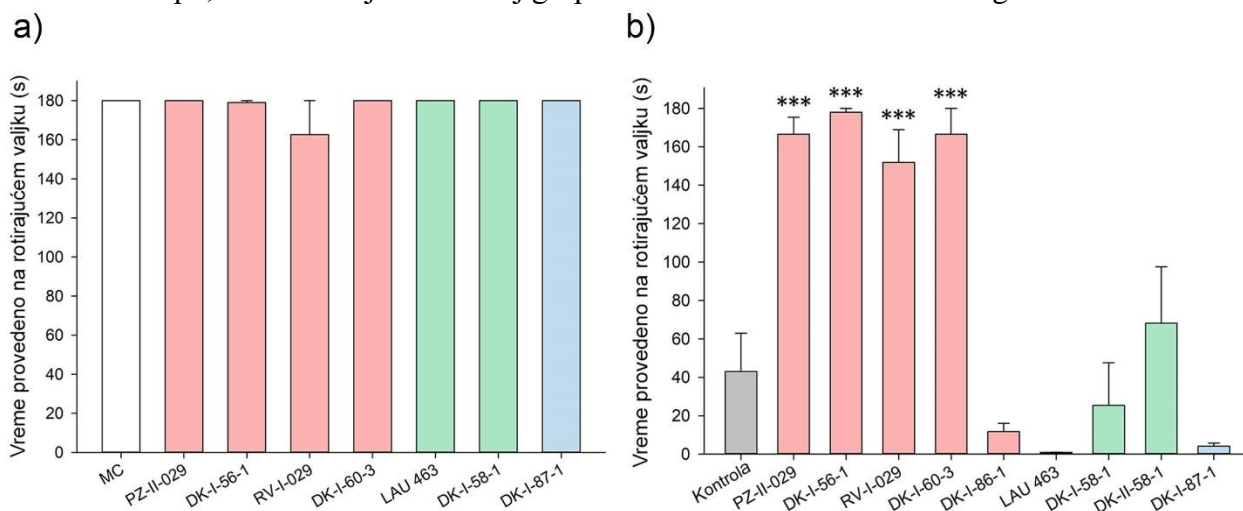 a)
Vreme provedeno na rotirajućem valjku (s)
180
160
140
120
100
80
60
40
20
0
MC
PZ-II-029
DK-I-56-1
RV-I-029
DK-I-60-3
LAU 463
DK-I-58-1
DK-I-87-1
b)
Vreme provedeno na rotirajućem valjku (s)
180
160
140
120
100
80
60
40
20
0
***
***
***
***
Kontrola
PZ-II-029
DK-I-56-1
RV-I-029
DK-I-60-3
DK-I-86-1
LAU 463
DK-I-58-1
DK-II-58-1
DK-I-87-1